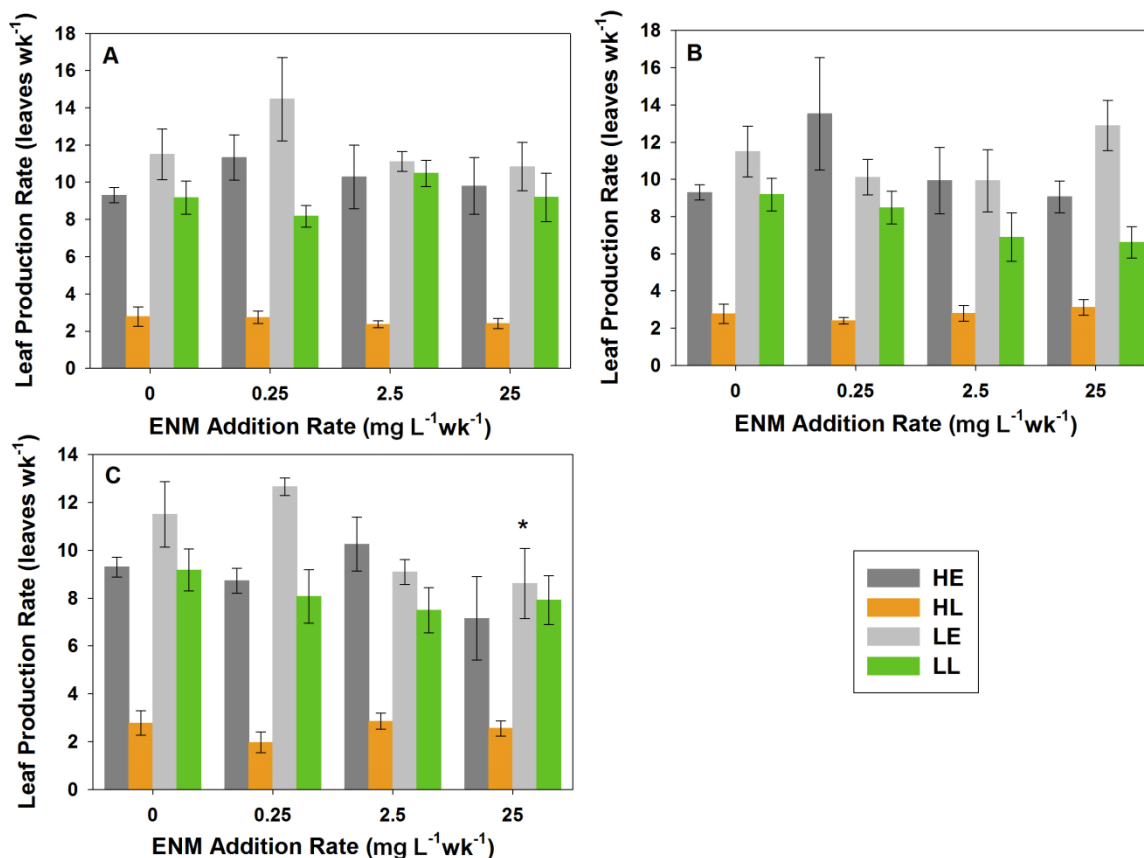 A
Leaf Production Rate (leaves wk⁻¹)
18
16
14
12
10
8
6
4
2
0
0 0.25 2.5 25
ENM Addition Rate (mg L⁻¹wk⁻¹)
B
Leaf Production Rate (leaves wk⁻¹)
18
16
14
12
10
8
6
4
2
0
0 0.25 2.5 25
ENM Addition Rate (mg L⁻¹wk⁻¹)
C
Leaf Production Rate (leaves wk⁻¹)
14
12
10
8
6
4
2
0
*
0 0.25 2.5 25
ENM Addition Rate (mg L⁻¹wk⁻¹)
HE
HL
LE
LL